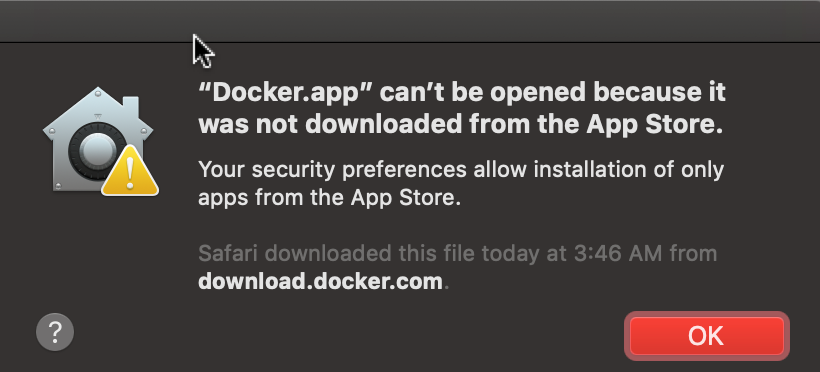 “Docker.app” can’t be opened because it
was not downloaded from the App Store.
Your security preferences allow installation of only
apps from the App Store.
Safari downloaded this file today at 3:46 AM from
download.docker.com.
?
OK